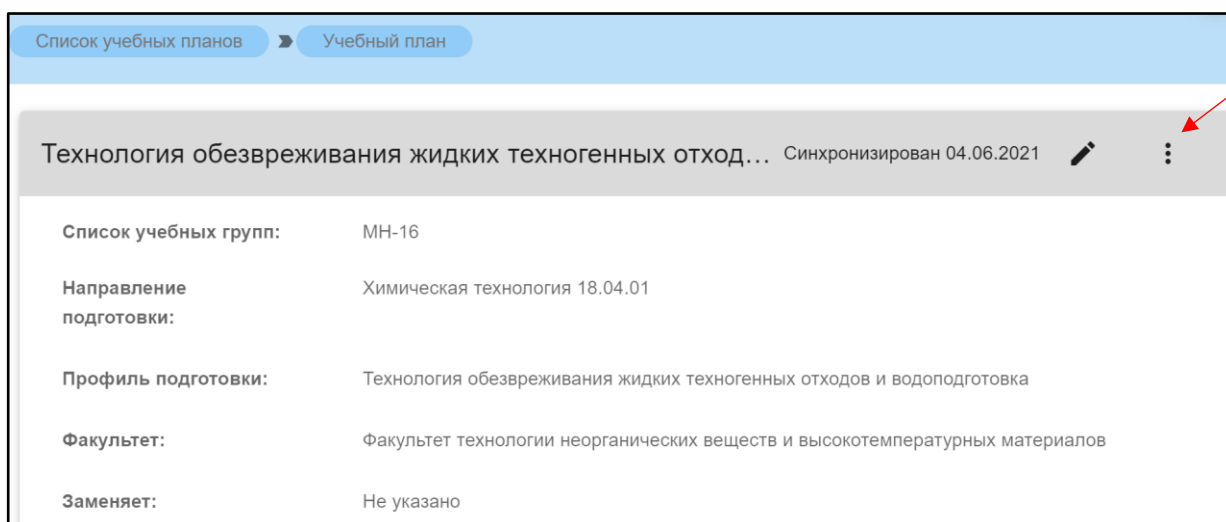 Список учебных планов Учебный план
Технология обезвреживания жидких техногенных отход... Синхронизирован 04.06.2021
Список учебных групп: МН-16
Направление Химическая технология 18.04.01
подготовки:
Профиль подготовки: Технология обезвреживания жидких техногенных отходов и водоподготовка
Факультет: Факультет технологии неорганических веществ и высокотемпературных материалов
Заменяет: Не указано